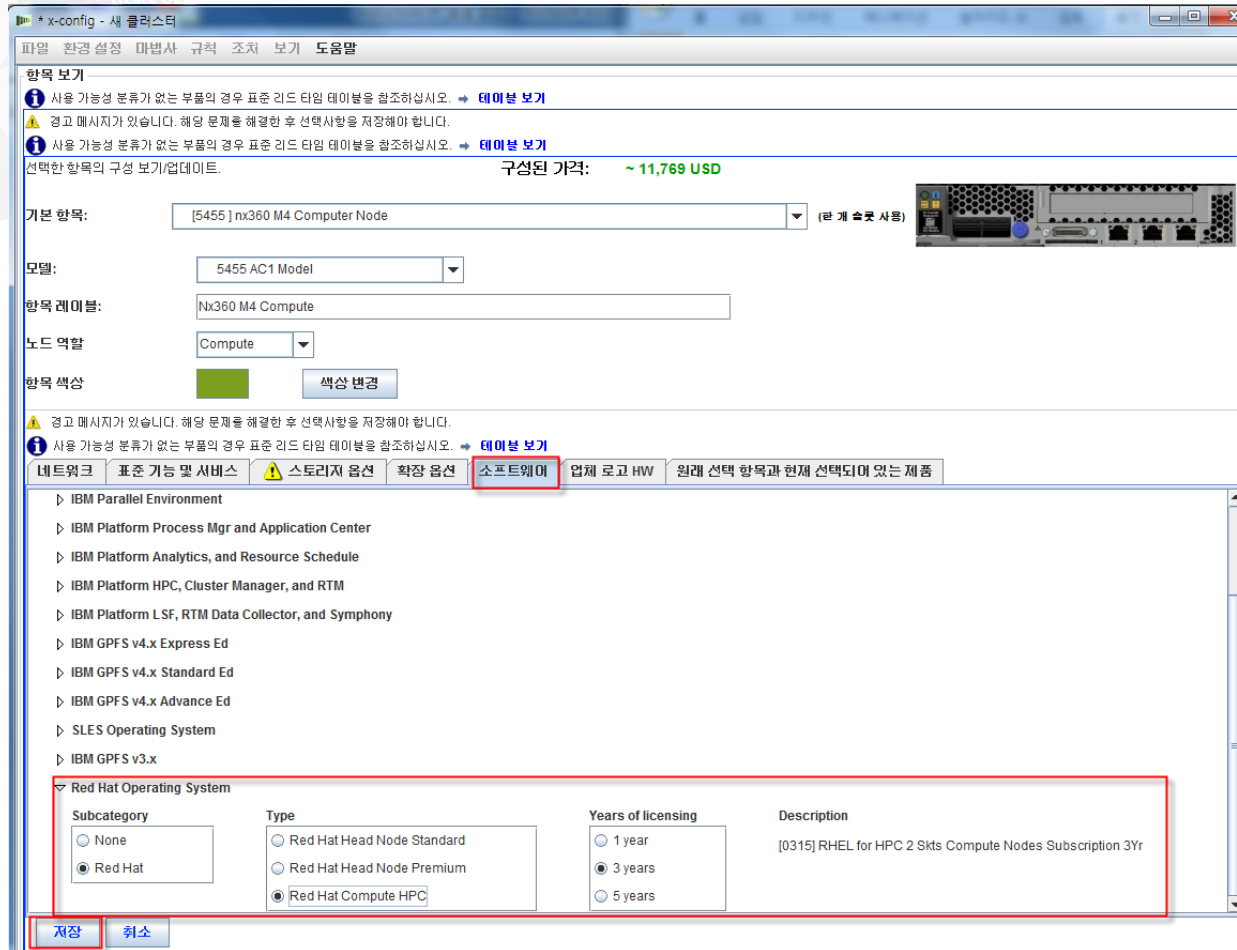 * x-config - 새 클러스터
파일 환경 설정 마법사 규칙 조치 보기 도움말
항목 보기
사용 가능성 분류가 없는 부품의 경우 표준 리드 타임 테이블을 참조하십시오. ➡ 테이블 보기
경고 메시지가 있습니다. 해당 문제를 해결한 후 선택사항을 저장해야 합니다.
사용 가능성 분류가 없는 부품의 경우 표준 리드 타임 테이블을 참조하십시오. ➡ 테이블 보기
선택한 항목의 구성 보기/업데이트. 구성된 가격: ~ 11,769 USD
기본 항목: [5455 ] nx360 M4 Computer Node (한 개 슬롯 사용)
모델: 5455 AC1 Model
항목 레이블: Nx360 M4 Compute
노드 역할 Compute
항목 색상 색상 변경
경고 메시지가 있습니다. 해당 문제를 해결한 후 선택사항을 저장해야 합니다.
사용 가능성 분류가 없는 부품의 경우 표준 리드 타임 테이블을 참조하십시오. ➡ 테이블 보기
네트워크 표준 기능 및 서비스 스토리지 옵션 확장 옵션 소프트웨어 업체 로고 HW 원래 선택 항목과 현재 선택되어 있는 제품
IBM Parallel Environment
IBM Platform Process Mgr and Application Center
IBM Platform Analytics, and Resource Schedule
IBM Platform HPC, Cluster Manager, and RTM
IBM Platform LSF, RTM Data Collector, and Symphony
IBM GPFS v4.x Express Ed
IBM GPFS v4.x Standard Ed
IBM GPFS v4.x Advance Ed
SLES Operating System
IBM GPFS v3.x
Red Hat Operating System
Subcategory Type Years of licensing Description
None Red Hat Head Node Standard 1 year [0315] RHEL for HPC 2 Skts Compute Nodes Subscription 3Yr
Red Hat Red Hat Head Node Premium 3 years
Red Hat Compute HPC 5 years
저장 취소